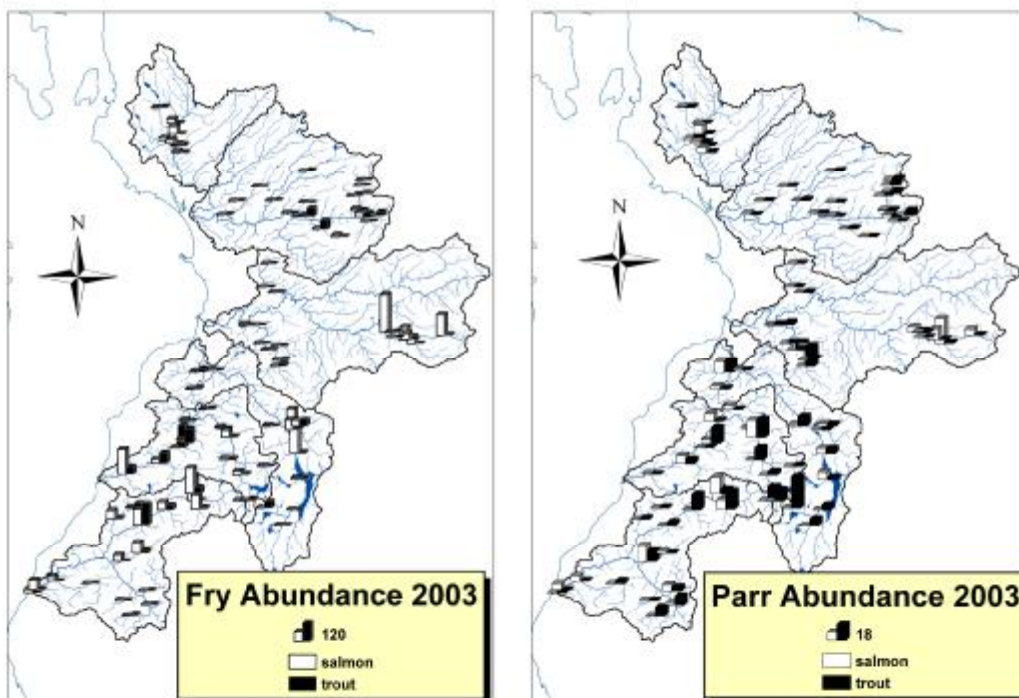 N
Fry Abundance 2003
120
salmon
trout
N
Parr Abundance 2003
18
salmon
trout